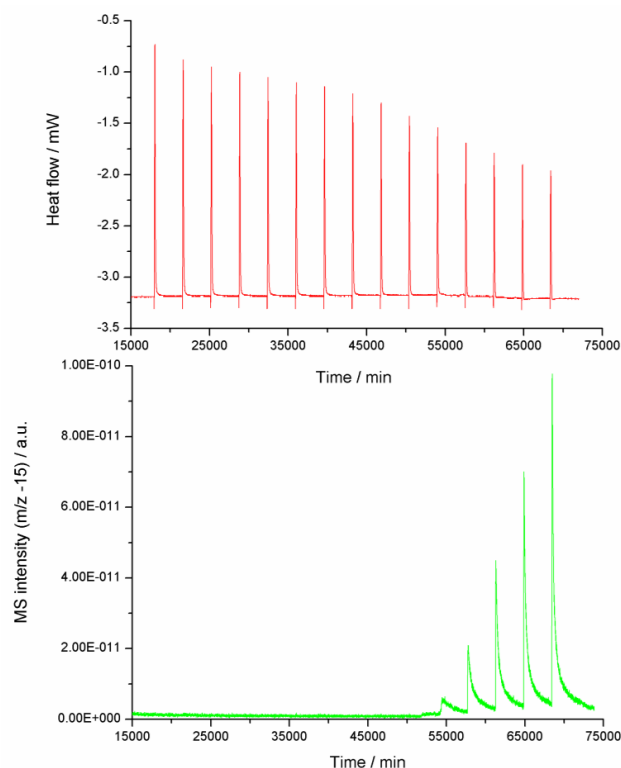 Heat flow / mW
-0.5
-1.0
-1.5
-2.0
-2.5
-3.0
-3.5
15000 25000 35000 45000 55000 65000 75000
Time / min
MS intensity (m/z -15) / a.u.
1.00E-010
8.00E-011
6.00E-011
4.00E-011
2.00E-011
0.00E+000
15000 25000 35000 45000 55000 65000 75000
Time / min